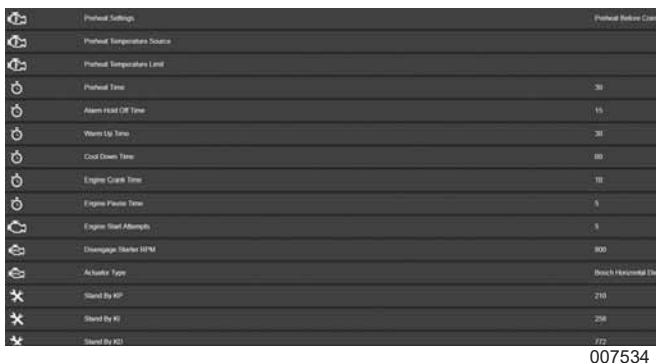 Preheat Settings Preheat Before Cran
Preheat Temperature Source
Preheat Temperature Limit
Preheat Time 30
Alarm Hold Off Time 15
Warm Up Time 30
Cool Down Time 60
Engine Crank Time 10
Engine Pause Time 5
Engine Start Attempts 5
Disengage Starter RPM 800
Actuator Type Bosch Horizontal Da
Stand By KP 210
Stand By KI 258
Stand By KD 772
007534